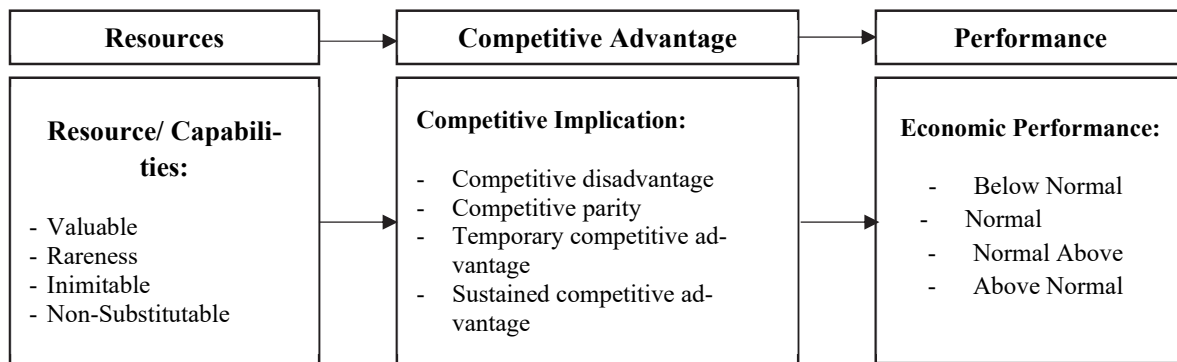 Resources
Competitive Advantage
Performance
Resource/ Capabili-
ties:
- Valuable
- Rareness
- Inimitable
- Non-Substitutable
Competitive Implication:
- Competitive disadvantage
- Competitive parity
- Temporary competitive ad-
vantage
- Sustained competitive ad-
vantage
Economic Performance:
- Below Normal
- Normal
- Normal Above
- Above Normal